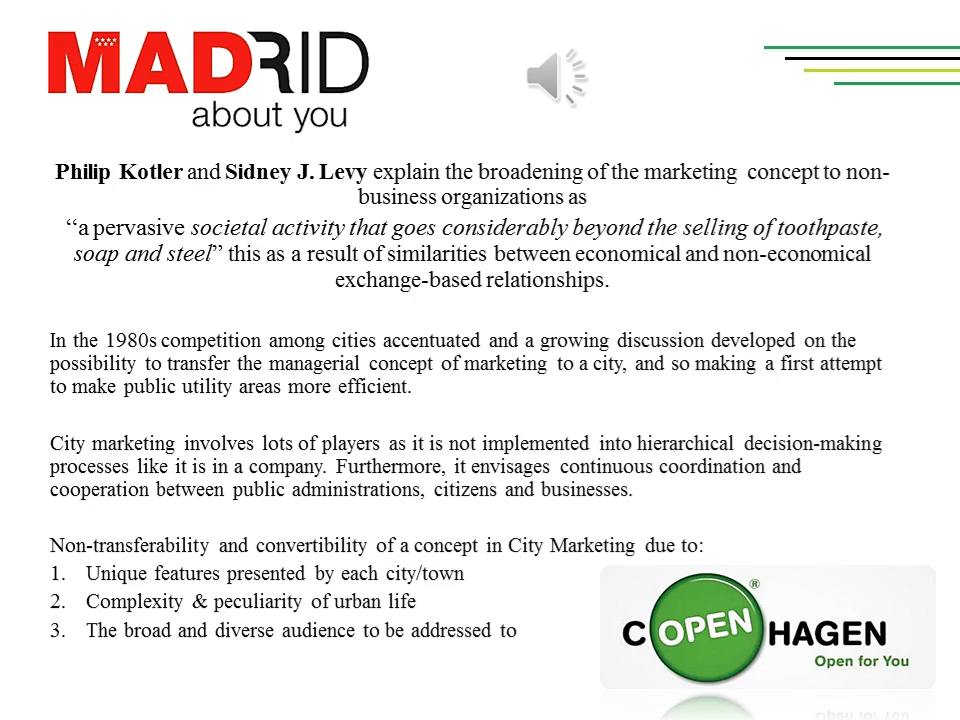 MADRID
about you
Philip Kotler and Sidney J. Levy explain the broadening of the marketing concept to non-
business organizations as
“a pervasive societal activity that goes considerably beyond the selling of toothpaste,
soap and steel” this as a result of similarities between economical and non-economical
exchange-based relationships.
In the 1980s competition among cities accentuated and a growing discussion developed on the
possibility to transfer the managerial concept of marketing to a city, and so making a first attempt
to make public utility areas more efficient.
City marketing involves lots of players as it is not implemented into hierarchical decision-making
processes like it is in a company. Furthermore, it envisages continuous coordination and
cooperation between public administrations, citizens and businesses.
Non-transferability and convertibility of a concept in City Marketing due to:
1. Unique features presented by each city/town
2. Complexity & peculiarity of urban life
3. The broad and diverse audience to be addressed to
COPENHAGEN®
Open for You